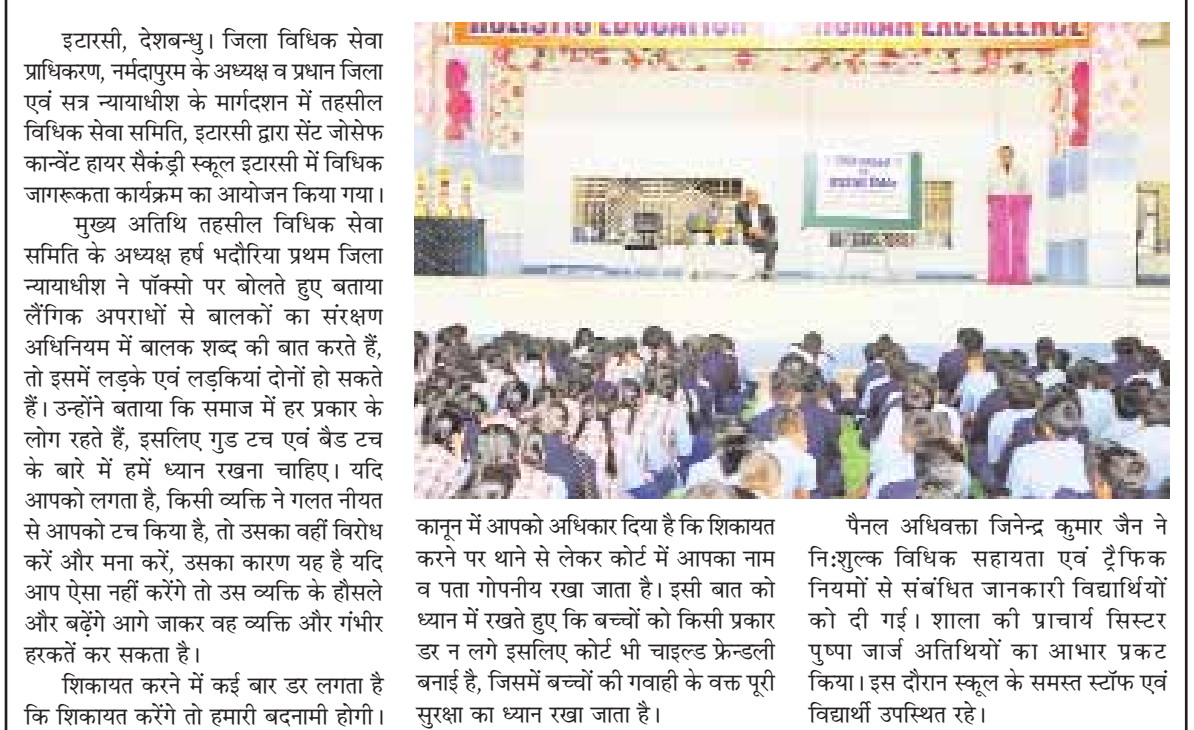 इटारसी, देशबन्धु। जिला विधिक सेवा
प्राधिकरण, नर्मदापुरम के अध्यक्ष व प्रधान जिला
एवं सत्र न्यायाधीश के मार्गदशन में तहसील
विधिक सेवा समिति, इटारसी द्वारा सेंट जोसेफ
कान्वेंट हायर सैकंड्री स्कूल इटारसी में विधिक
जागरूकता कार्यक्रम का आयोजन किया गया।
मुख्य अतिथि तहसील विधिक सेवा
समिति के अध्यक्ष हर्ष भदौरिया प्रथम जिला
न्यायाधीश ने पॉक्सो पर बोलते हुए बताया
लैंगिक अपराधों से बालकों का संरक्षण
अधिनियम में बालक शब्द की बात करते हैं,
तो इसमें लड़के एवं लड़कियां दोनों हो सकते
हैं। उन्होंने बताया कि समाज में हर प्रकार के
लोग रहते हैं, इसलिए गुड टच एवं बैड टच
के बारे में हमें ध्यान रखना चाहिए। यदि
आपको लगता है, किसी व्यक्ति ने गलत नीयत
से आपको टच किया है, तो उसका वहीं विरोध
करें और मना करें, उसका कारण यह है यदि
आप ऐसा नहीं करेंगे तो उस व्यक्ति के हौसले
और बढ़ेंगे आगे जाकर वह व्यक्ति और गंभीर
हरकतें कर सकता है।
शिकायत करने में कई बार डर लगता है
कि शिकायत करेंगे तो हमारी बदनामी होगी।
HOLISTIC EDUCATION HUMAN EXCELLENCE
कानून में आपको अधिकार दिया है कि शिकायत
करने पर थाने से लेकर कोर्ट में आपका नाम
व पता गोपनीय रखा जाता है। इसी बात को
ध्यान में रखते हुए कि बच्चों को किसी प्रकार
डर न लगे इसलिए कोर्ट भी चाइल्ड फ्रेन्डली
बनाई है, जिसमें बच्चों की गवाही के वक्त पूरी
सुरक्षा का ध्यान रखा जाता है।
पैनल अधिवक्ता जिनेन्द्र कुमार जैन ने
नि:शुल्क विधिक सहायता एवं ट्रैफिक
नियमों से संबंधित जानकारी विद्यार्थियों
को दी गई। शाला की प्राचार्य सिस्टर
पुष्पा जार्ज अतिथियों का आभार प्रकट
किया। इस दौरान स्कूल के समस्त स्टॉफ एवं
विद्यार्थी उपस्थित रहे।